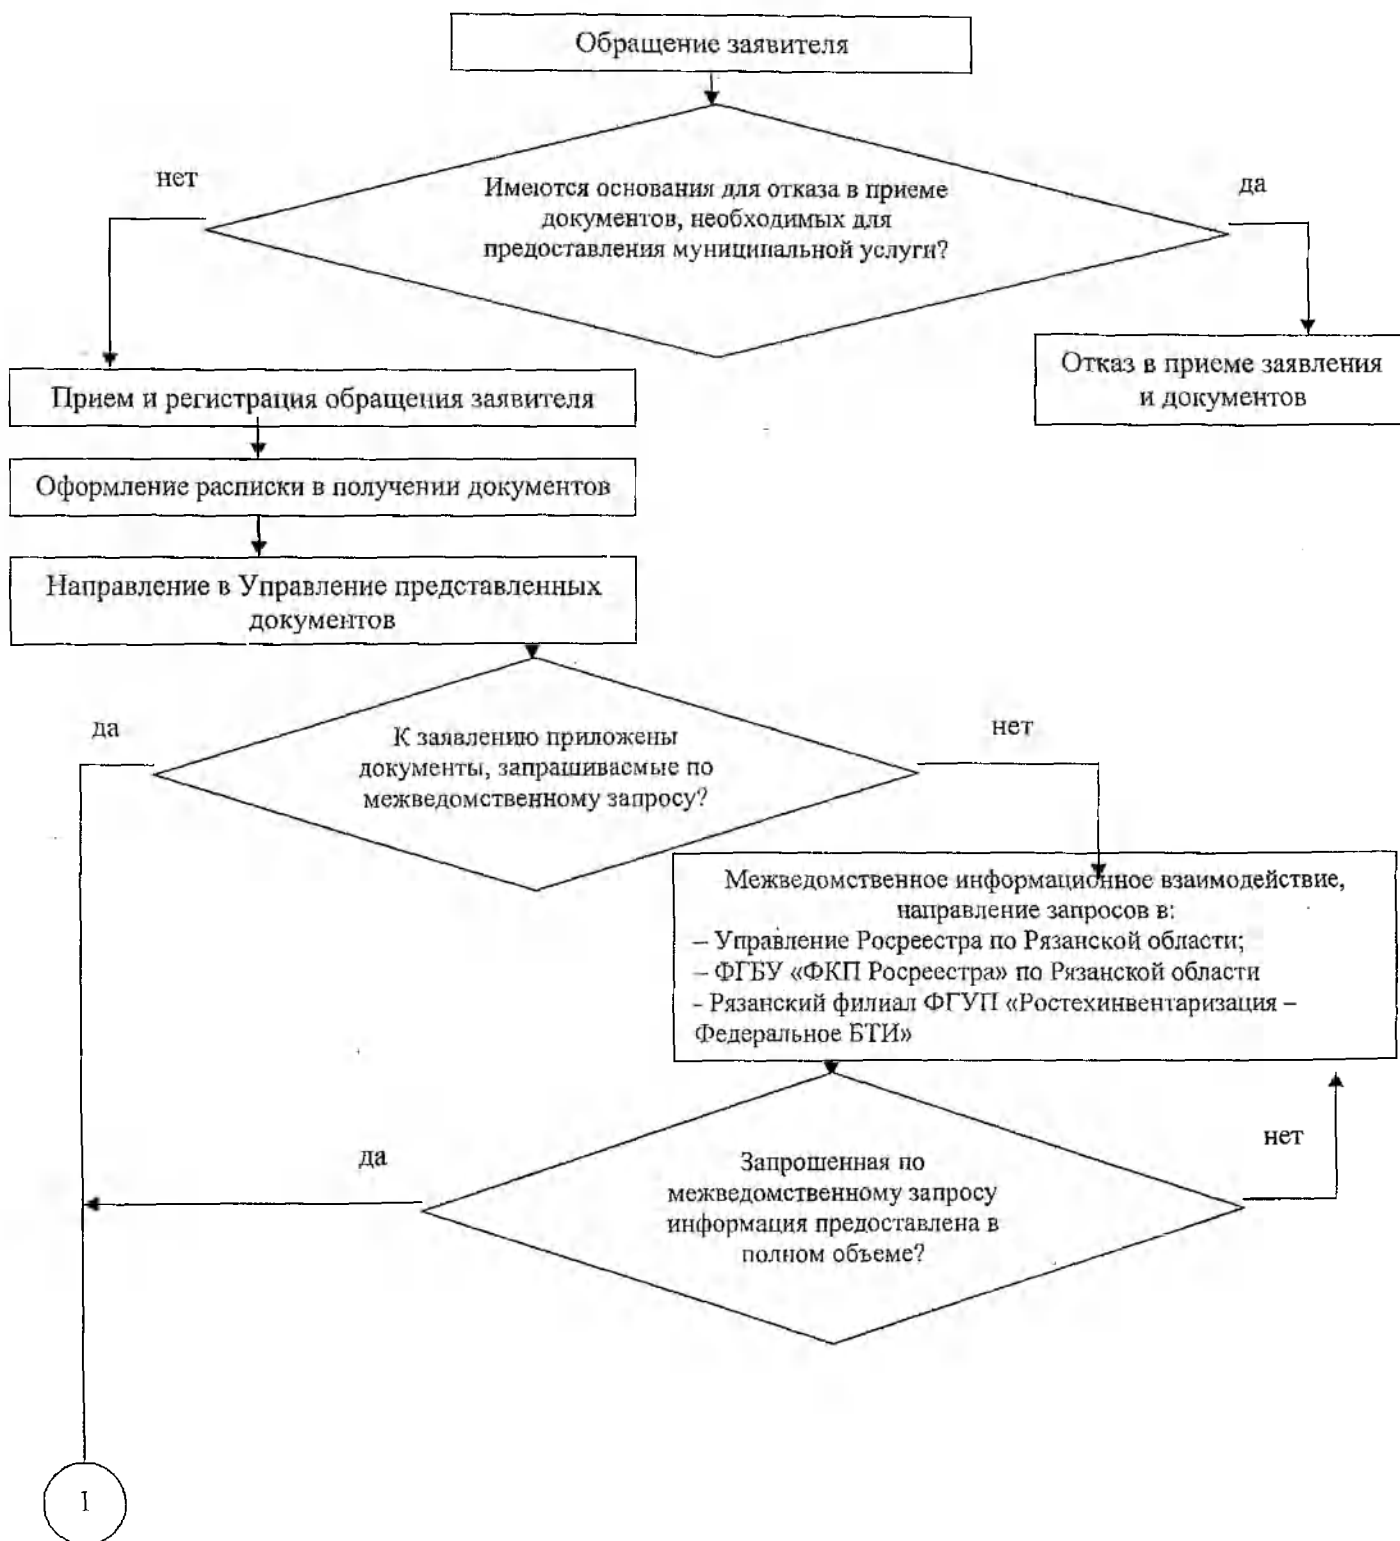 Обращение заявителя
нет
Имеются основания для отказа в приеме
документов, необходимых для
предоставления муниципальной услуги?
да
Отказ в приеме заявления
и документов
Прием и регистрация обращения заявителя
Оформление расписки в получении документов
Направление в Управление представленных
документов
да
К заявлению приложены
документы, запрашиваемые по
межведомственному запросу?
нет
Межведомственное информационное взаимодействие,
направление запросов в:
– Управление Росреестра по Рязанской области;
– ФГБУ «ФКП Росреестра» по Рязанской области
- Рязанский филиал ФГУП «Ростехинвентаризация –
Федеральное БТИ»
да
Запрошенная по
межведомственному запросу
информация предоставлена в
полном объеме?
нет
1